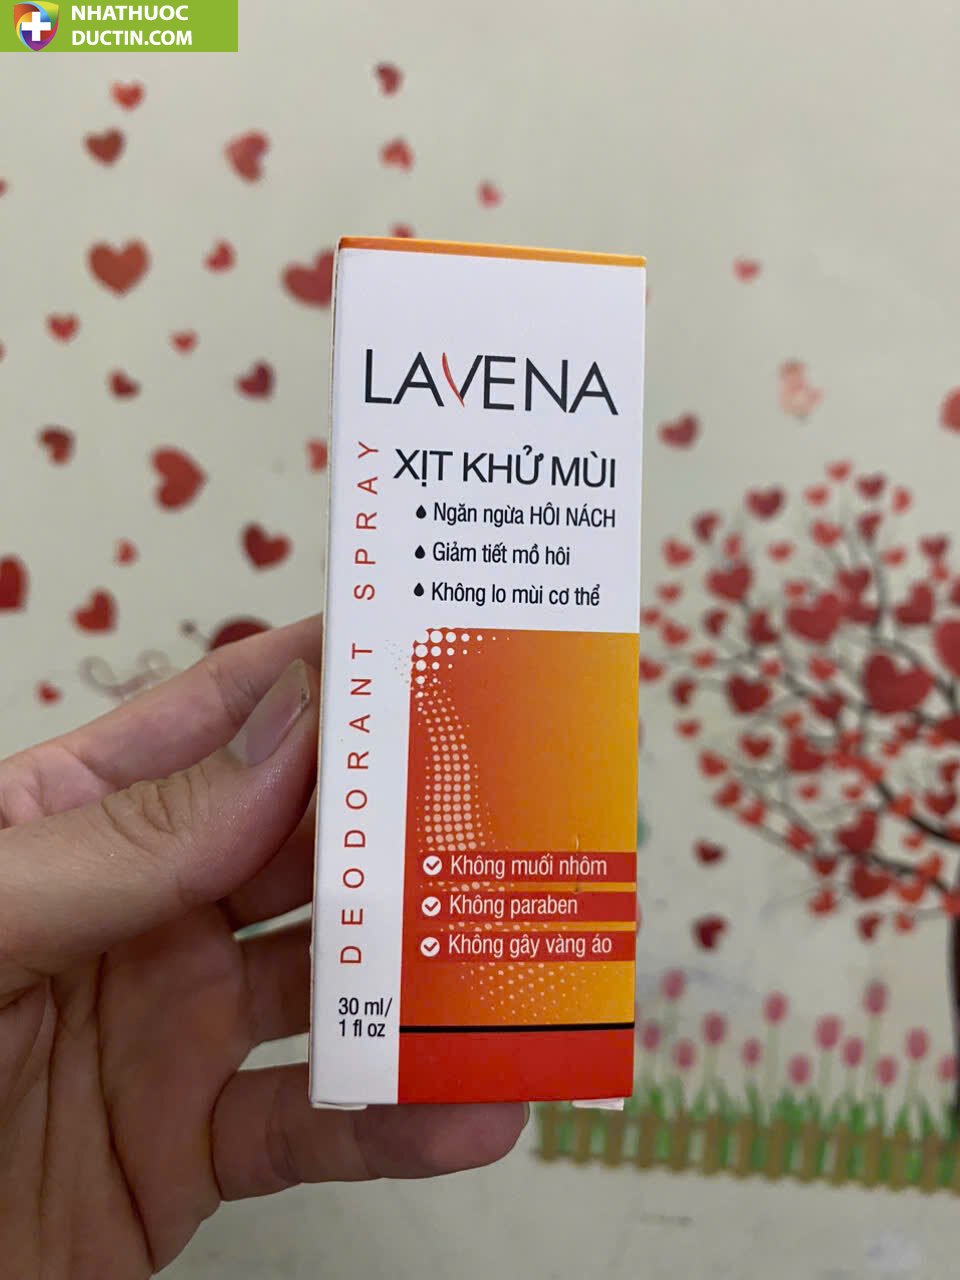 NHATHUOC
DUCTIN.COM
LAVENA
XỊT KHỬ MÙI
Ngăn ngừa HÔI NÁCH
Giảm tiết mồ hôi
Không lo mùi cơ thể
DEODORANT SPRAY
Không muối nhôm
Không paraben
Không gây vàng áo
30 ml/
1 fl oz